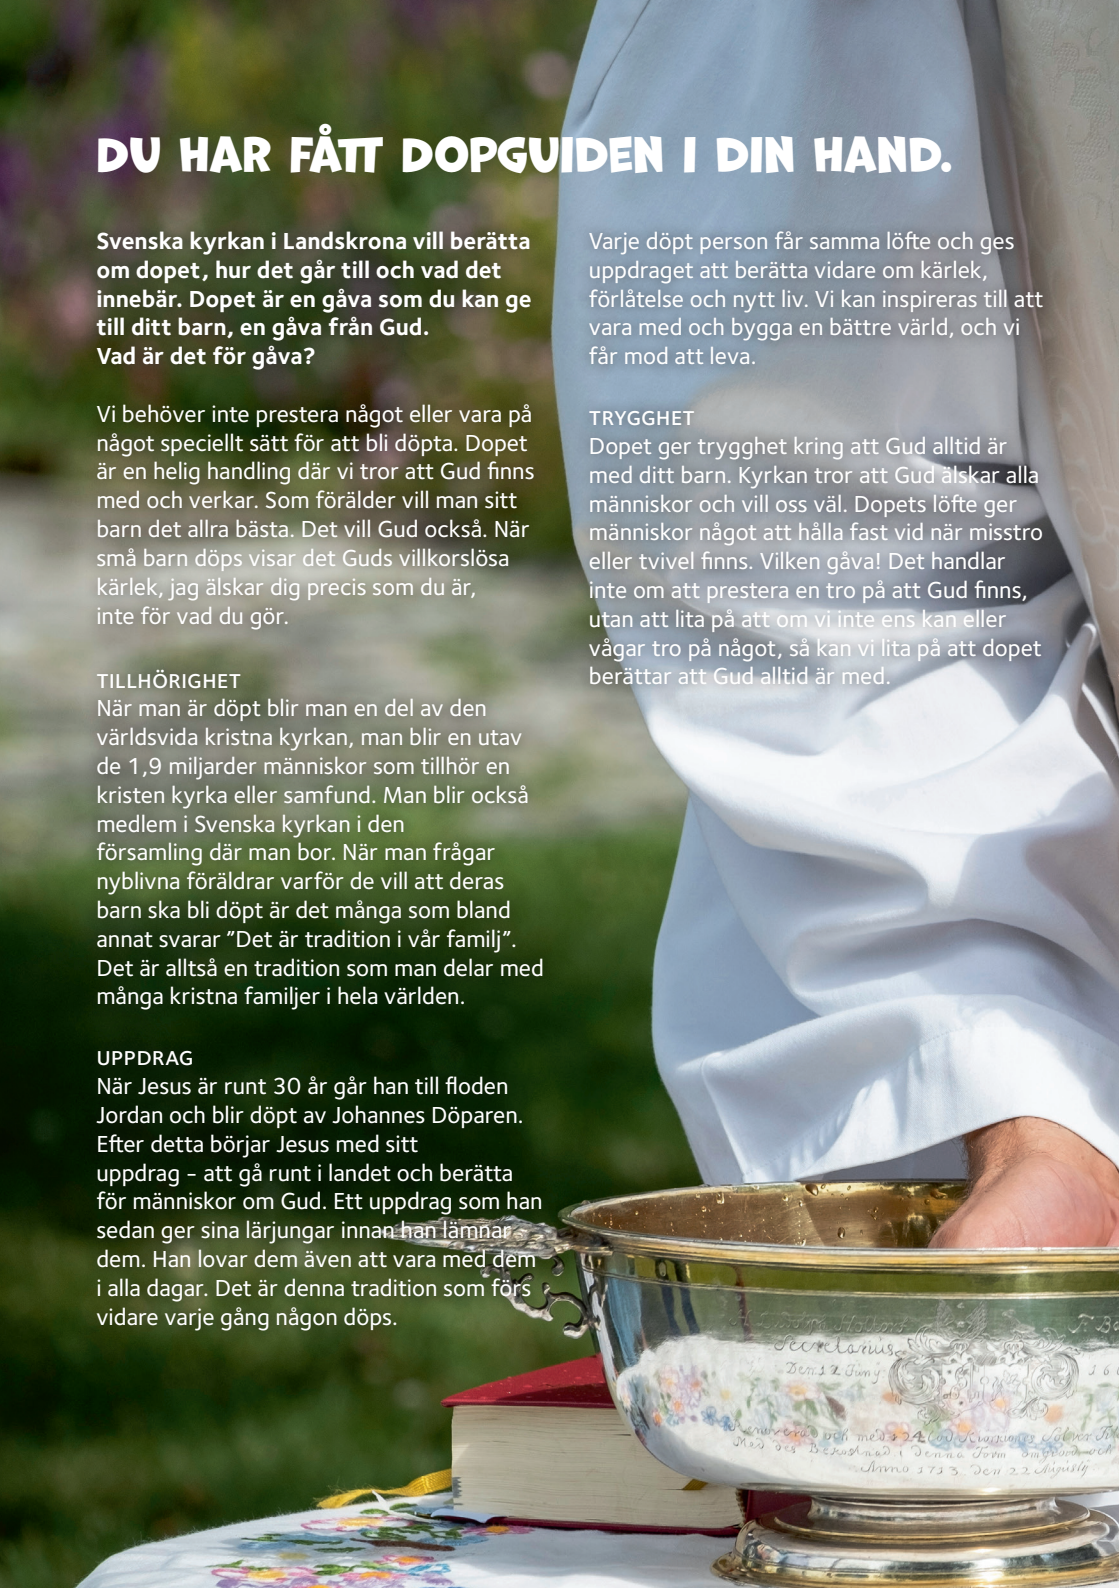 DU HAR FÅTT DOPGUIDEN I DIN HAND.
Svenska kyrkan i Landskrona vill berätta
om dopet, hur det går till och vad det
innebär. Dopet är en gåva som du kan ge
till ditt barn, en gåva från Gud.
Vad är det för gåva?
Vi behöver inte prestera något eller vara på
något speciellt sätt för att bli döpta. Dopet
är en helig handling där vi tror att Gud finns
med och verkar. Som förälder vill man sitt
barn det allra bästa. Det vill Gud också. När
små barn döps visar det Guds villkorslösa
kärlek, jag älskar dig precis som du är,
inte för vad du gör.
TILLHÖRIGHET
När man är döpt blir man en del av den
världsvida kristna kyrkan, man blir en utav
de 1,9 miljarder människor som tillhör en
kristen kyrka eller samfund. Man blir också
medlem i Svenska kyrkan i den
församling där man bor. När man frågar
nyblivna föräldrar varför de vill att deras
barn ska bli döpt är det många som bland
annat svarar ”Det är tradition i vår familj”.
Det är alltså en tradition som man delar med
många kristna familjer i hela världen.
UPPDRAG
När Jesus är runt 30 år går han till floden
Jordan och blir döpt av Johannes Döparen.
Efter detta börjar Jesus med sitt
uppdrag – att gå runt i landet och berätta
för människor om Gud. Ett uppdrag som han
sedan ger sina lärjungar innan han lämnar
dem. Han lovar dem även att vara med dem
i alla dagar. Det är denna tradition som förs
vidare varje gång någon döps.
Varje döpt person får samma löfte och ges
uppdraget att berätta vidare om kärlek,
förlåtelse och nytt liv. Vi kan inspireras till att
vara med och bygga en bättre värld, och vi
får mod att leva.
TRYGGHET
Dopet ger trygghet kring att Gud alltid är
med ditt barn. Kyrkan tror att Gud älskar alla
människor och vill oss väl. Dopets löfte ger
människor något att hålla fast vid när misstro
eller tvivel finns. Vilken gåva! Det handlar
inte om att prestera en tro på att Gud finns,
utan att lita på att om vi inte ens kan eller
vågar tro på något, så kan vi lita på att dopet
berättar att Gud alltid är med.
Secretarius
Den 12 Juny
i denna Form
Anno 1713 Den 22 Augusty